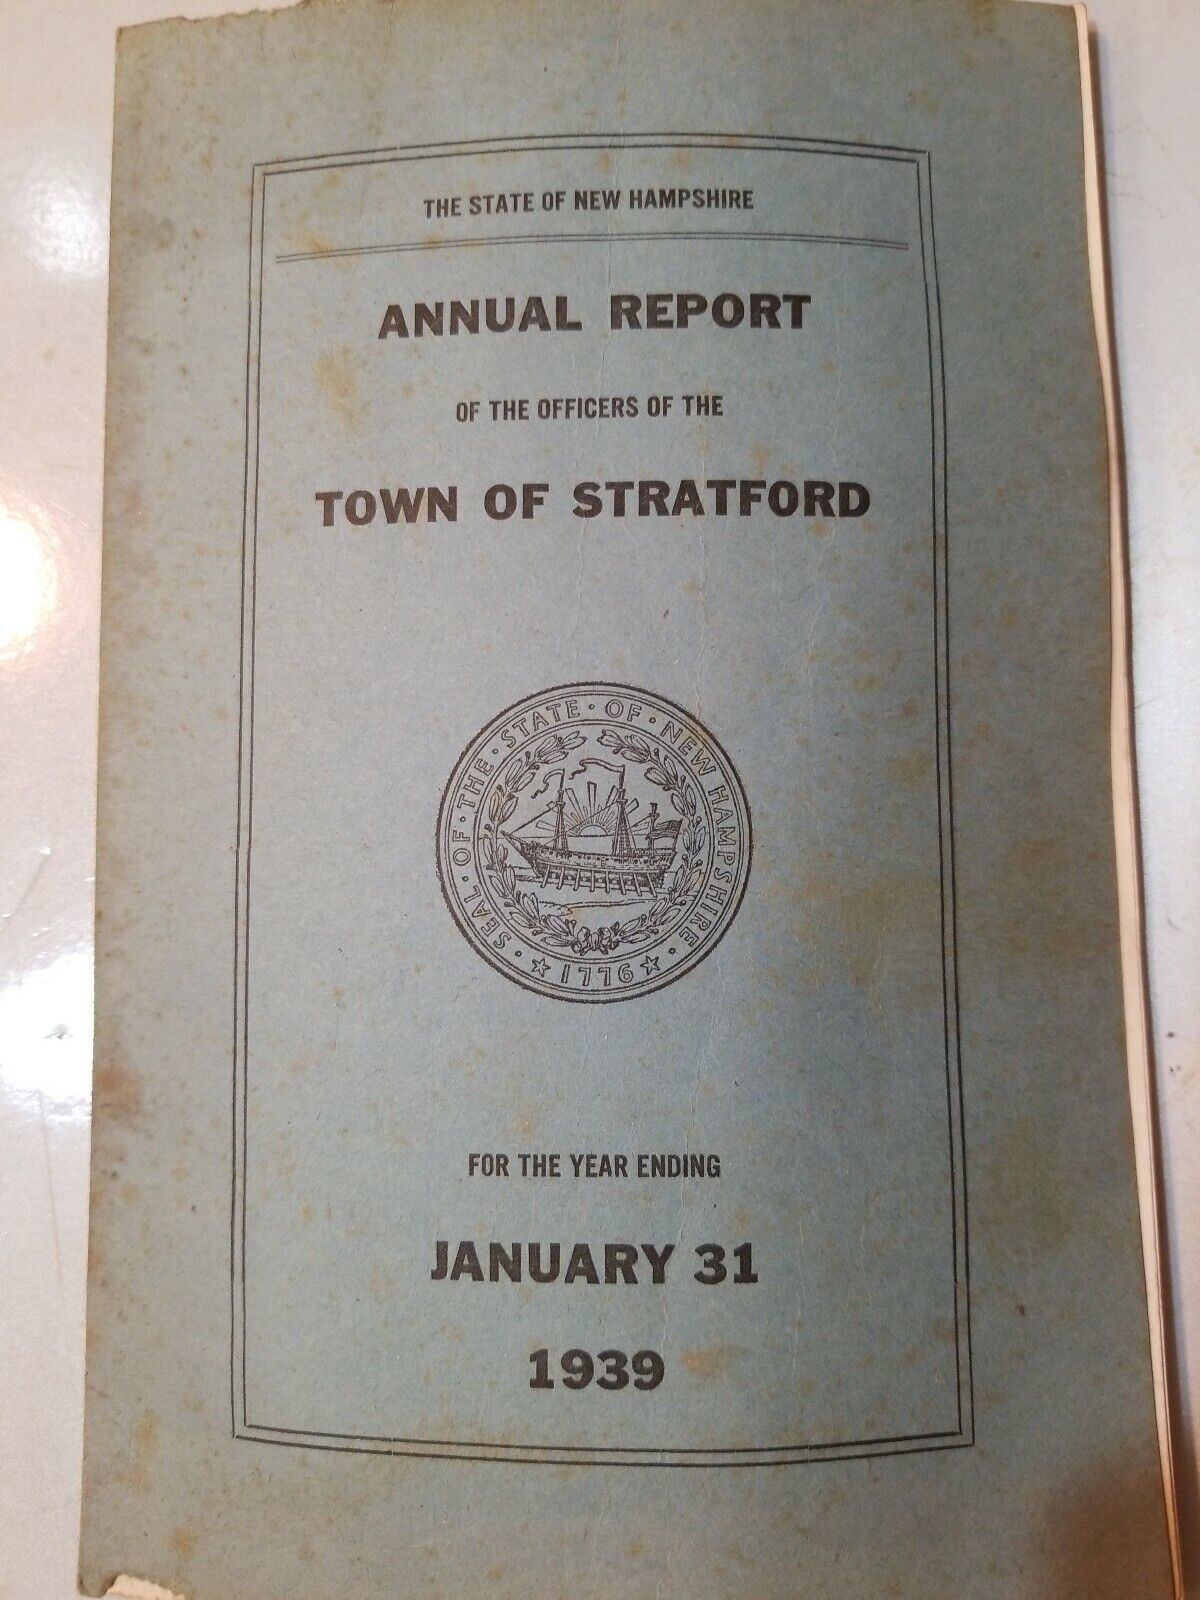 THE STATE OF NEW HAMPSHIRE
ANNUAL REPORT
OF THE OFFICERS OF THE
TOWN OF STRATFORD
SEAL · OF · THE · STATE · OF · NEW HAMPSHIRE ·
1776
FOR THE YEAR ENDING
JANUARY 31
1939